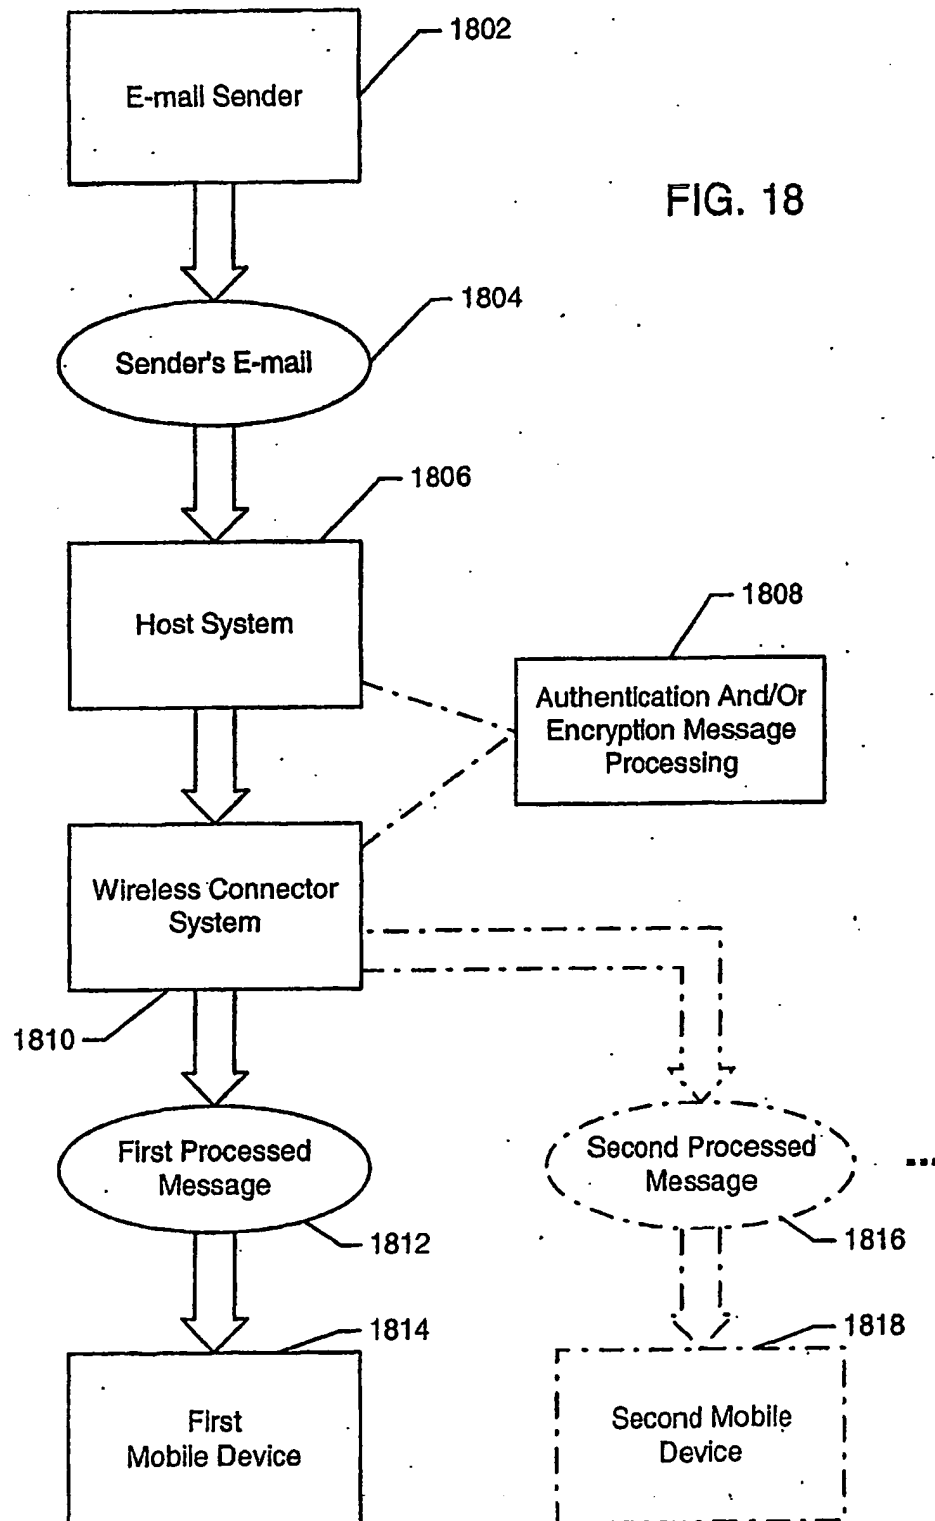 1802
E-mail Sender
FIG. 18
1804
Sender's E-mail
1806
Host System
1808
Authentication And/Or
Encryption Message
Processing
Wireless Connector
System
1810
First Processed
Message
Second Processed
Message
...
1812
1816
1814
1818
First
Mobile Device
Second Mobile
Device